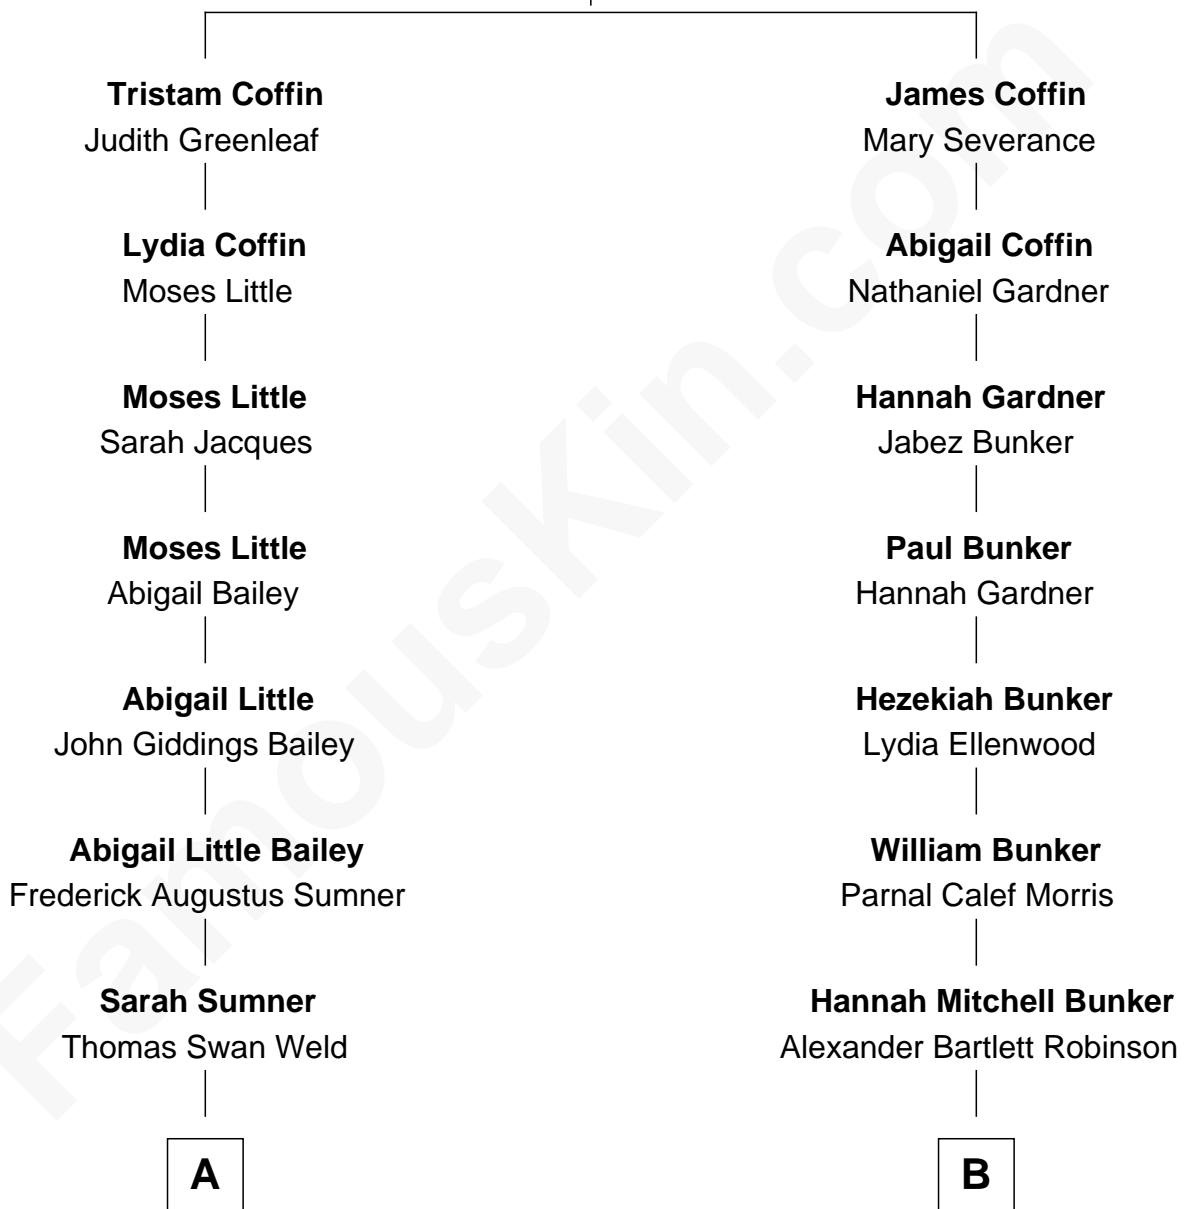 Tristam Coffin
Judith Greenleaf
Lydia Coffin
Moses Little
Moses Little
Sarah Jacques
Moses Little
Abigail Bailey
Abigail Little
John Giddings Bailey
Abigail Little Bailey
Frederick Augustus Sumner
Sarah Sumner
Thomas Swan Weld
A
James Coffin
Mary Severance
Abigail Coffin
Nathaniel Gardner
Hannah Gardner
Jabez Bunker
Paul Bunker
Hannah Gardner
Hezekiah Bunker
Lydia Ellenwood
William Bunker
Parnal Calef Morris
Hannah Mitchell Bunker
Alexander Bartlett Robinson
B
FamousKin.com